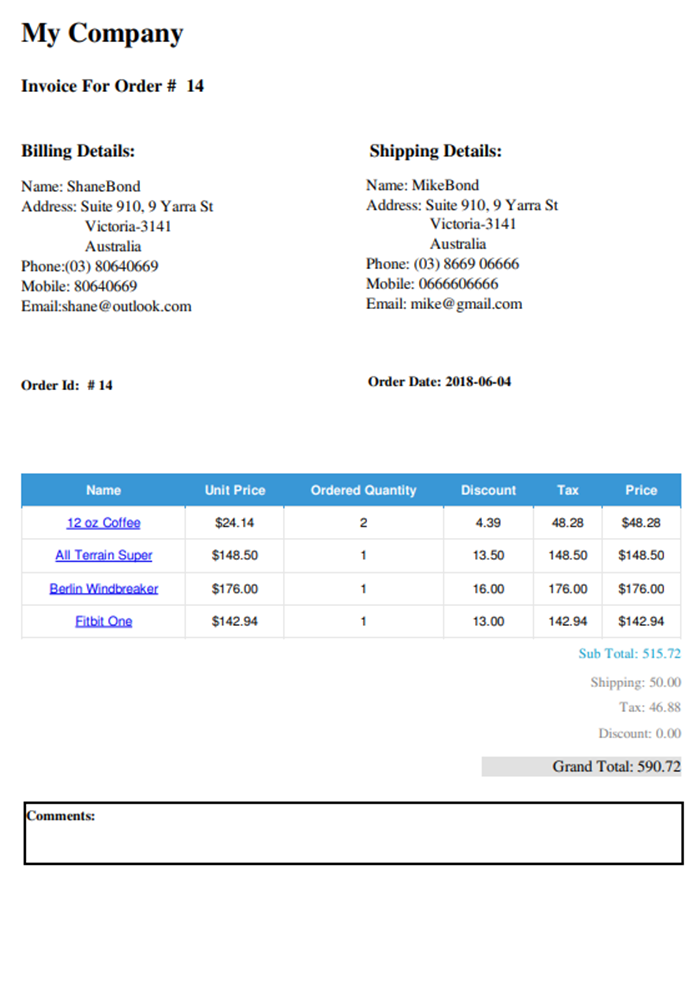 My Company
Invoice For Order #  14
Billing Details:
Name: ShaneBond
Address: Suite 910, 9 Yarra St
Victoria-3141
Australia
Phone:(03) 80640669
Mobile: 80640669
Email:shane@outlook.com
Shipping Details:
Name: MikeBond
Address: Suite 910, 9 Yarra St
Victoria-3141
Australia
Phone: (03) 8669 06666
Mobile: 0666606666
Email: mike@gmail.com
Order Id:  # 14
Order Date: 2018-06-04
Name Unit Price Ordered Quantity Discount Tax Price
12 oz Coffee $24.14 2 4.39 48.28 $48.28
All Terrain Super $148.50 1 13.50 148.50 $148.50
Berlin Windbreaker $176.00 1 16.00 176.00 $176.00
Fitbit One $142.94 1 13.00 142.94 $142.94
Sub Total: 515.72
Shipping: 50.00
Tax: 46.88
Discount: 0.00
Grand Total: 590.72
Comments: